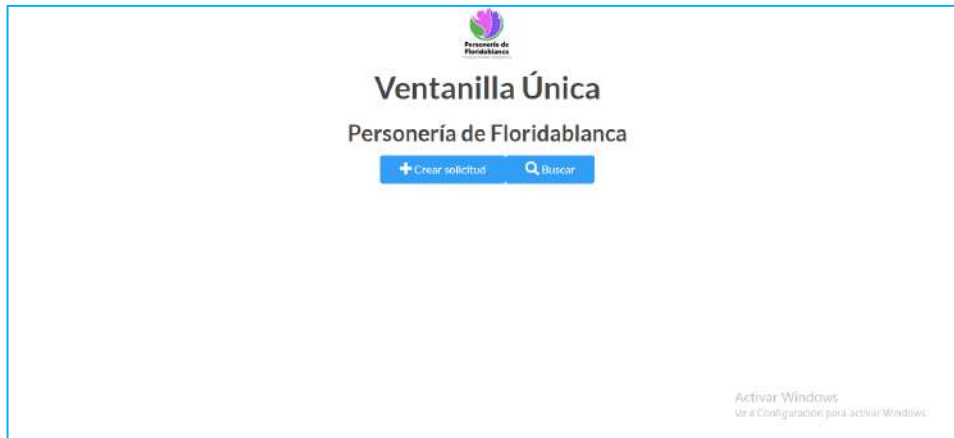 Personería de
Floridablanca
Ventanilla Única
Personería de Floridablanca
Crear solicitud
Buscar
Activar Windows
Ve a Configuración para activar Windows.